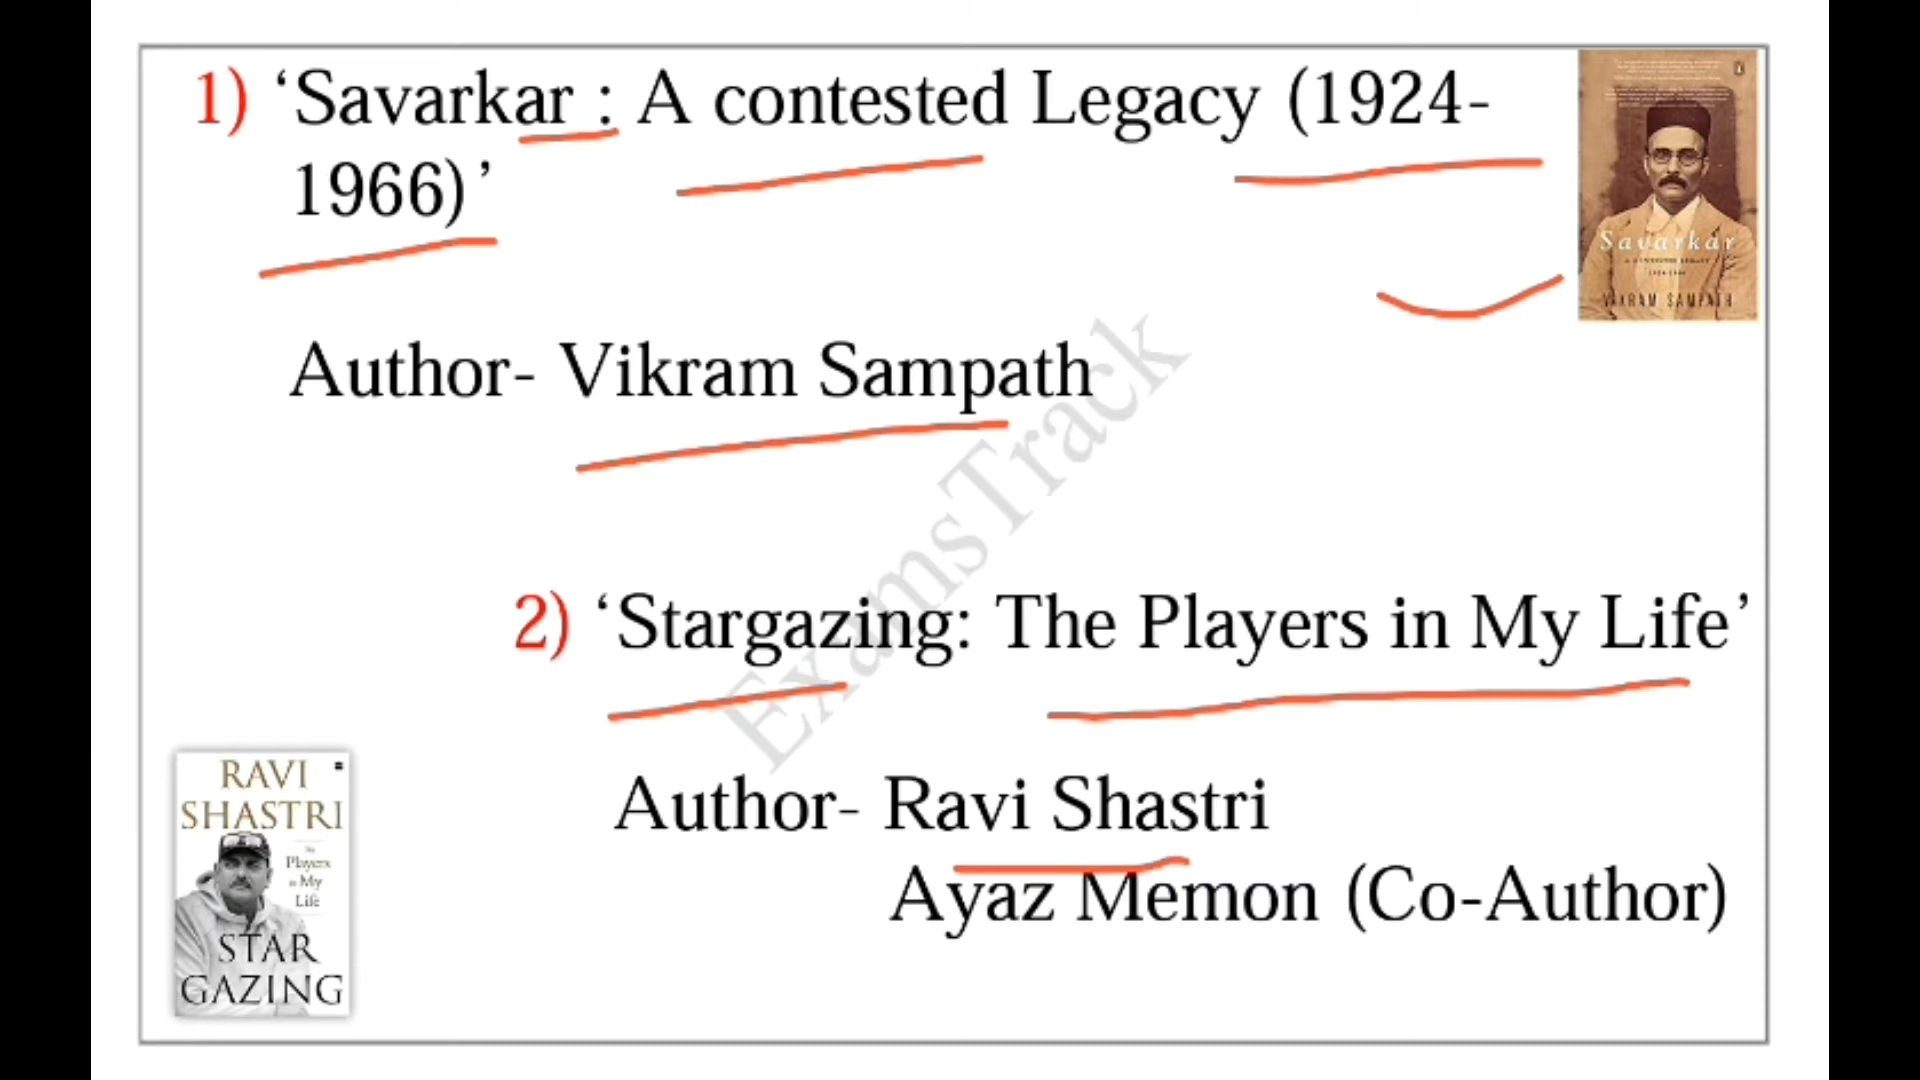 1) ‘Savarkar : A contested Legacy (1924-
1966)’
Savarkar
VIKRAM SAMPATH
Author- Vikram Sampath
ExamsTrack
2) ‘Stargazing: The Players in My Life’
Author- Ravi Shastri
Ayaz Memon (Co-Author)
RAVI
SHASTRI
The
Players
in My
Life
STAR
GAZING